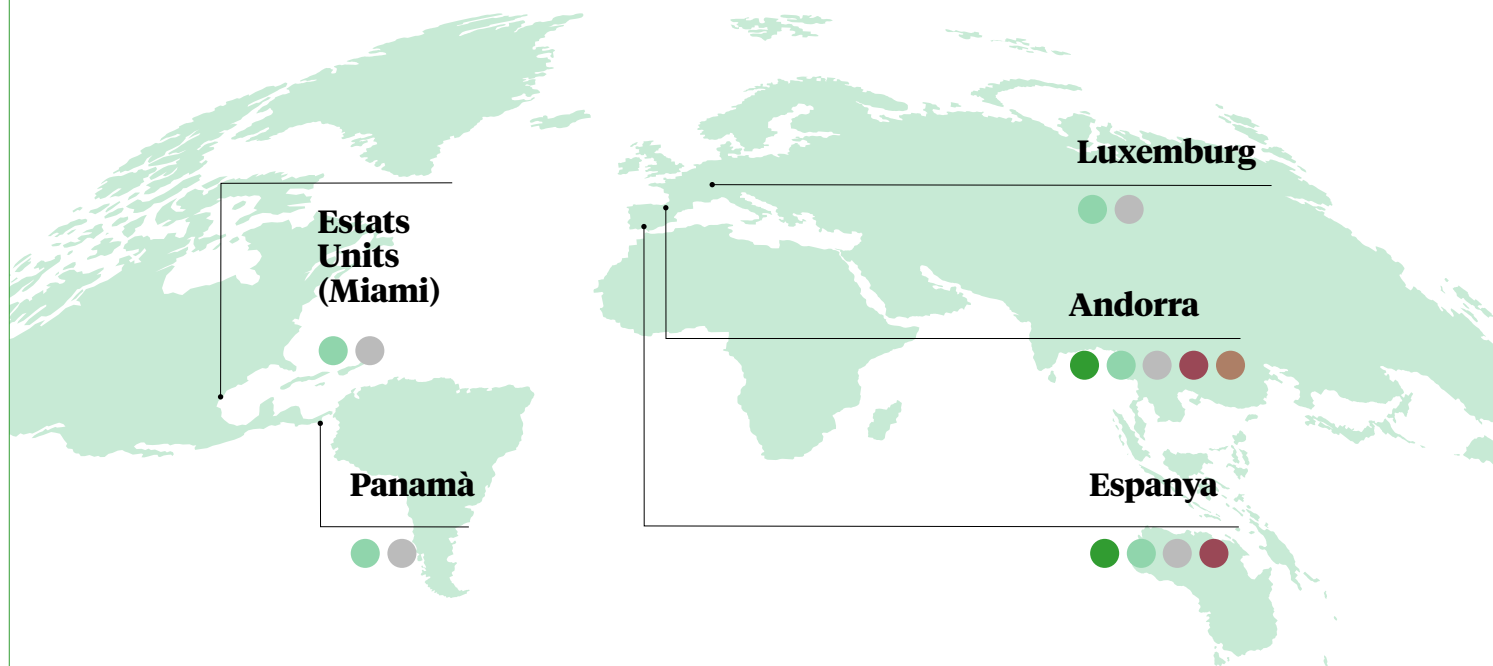 Luxemburg
Estats
Units
(Miami)
Andorra
Panamà
Espanya